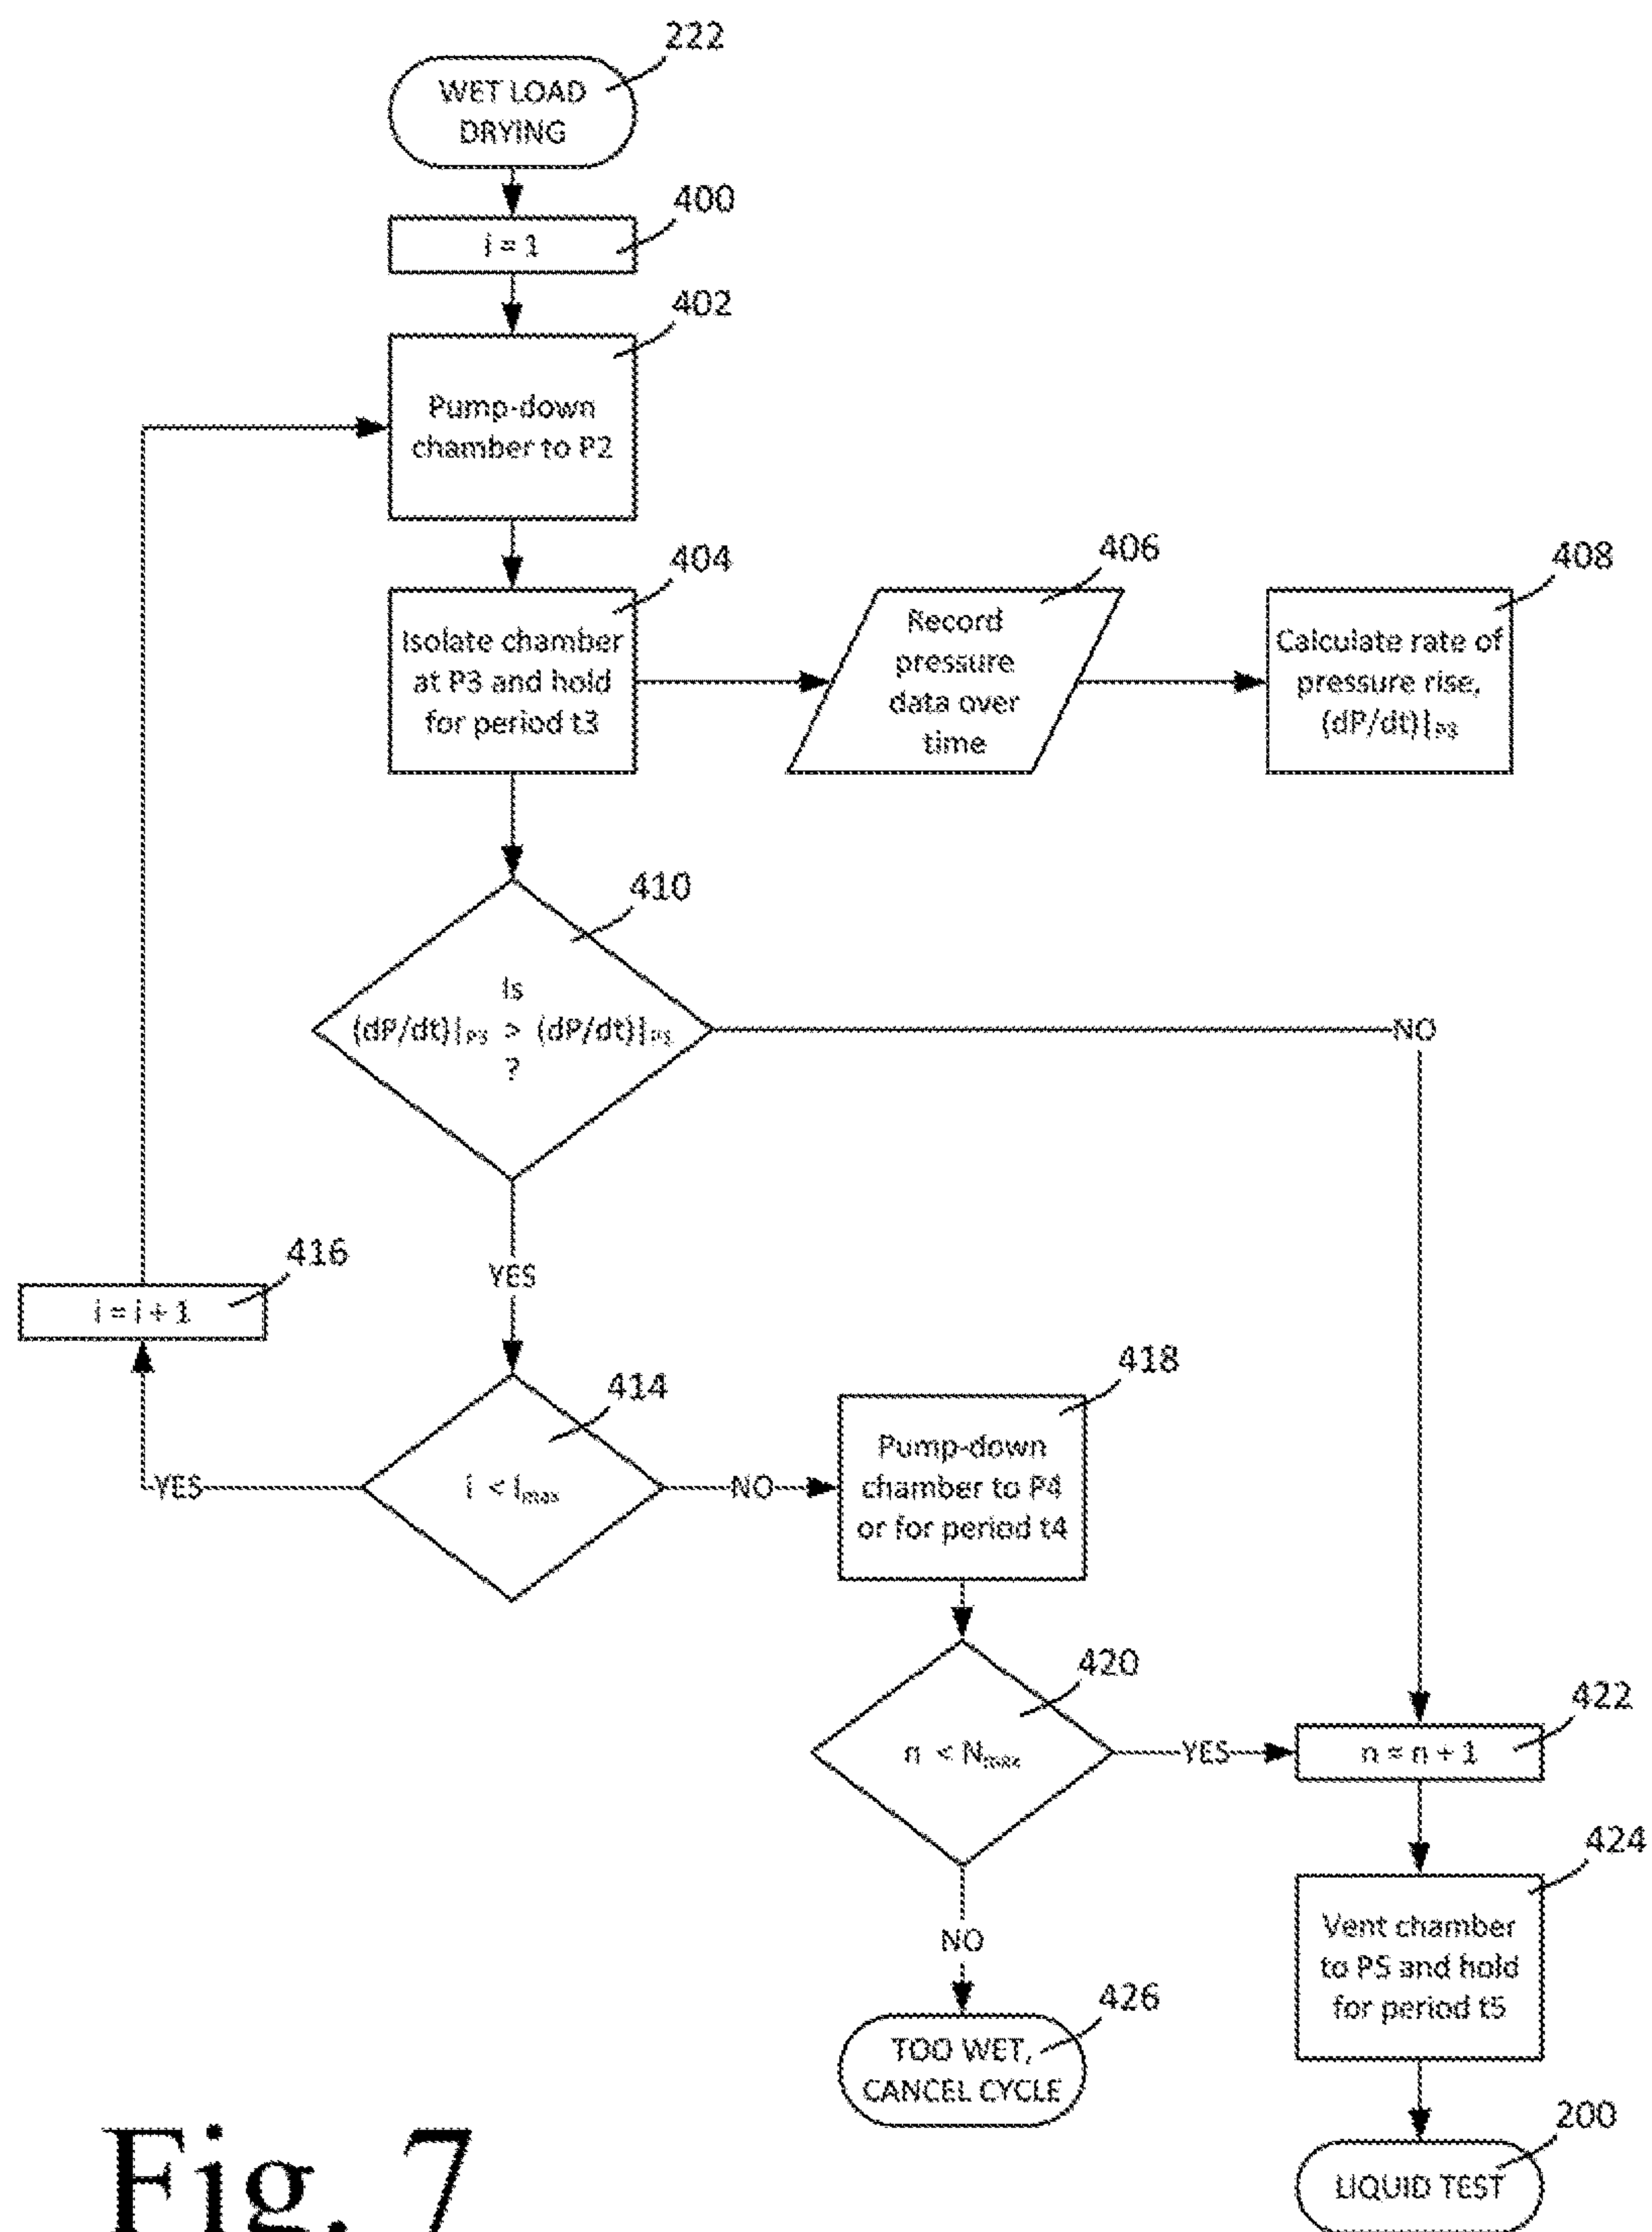 222
WET LOAD
DRYING
400
i = 1
402
Pump-down
chamber to P2
404
Isolate chamber
at P3 and hold
for period t3
406
Record
pressure
data over
time
408
Calculate rate of
pressure rise,
(dP/dt)|P3
410
Is
(dP/dt)|P3 > (dP/dt)|
?
NO
YES
416
i = i + 1
414
i < Imax
YES
NO
418
Pump-down
chamber to P4
or for period t4
420
n < Nmax
YES
422
n = n + 1
424
Vent chamber
to P5 and hold
for period t5
NO
426
TOO WET,
CANCEL CYCLE
200
LIQUID TEST
Fig. 7